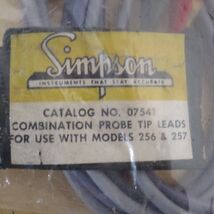 Simpson
INSTRUMENTS THAT STAY ACCURATE
CATALOG NO. 07541
COMBINATION PROBE TIP LEADS
FOR USE WITH MODELS 256 & 257